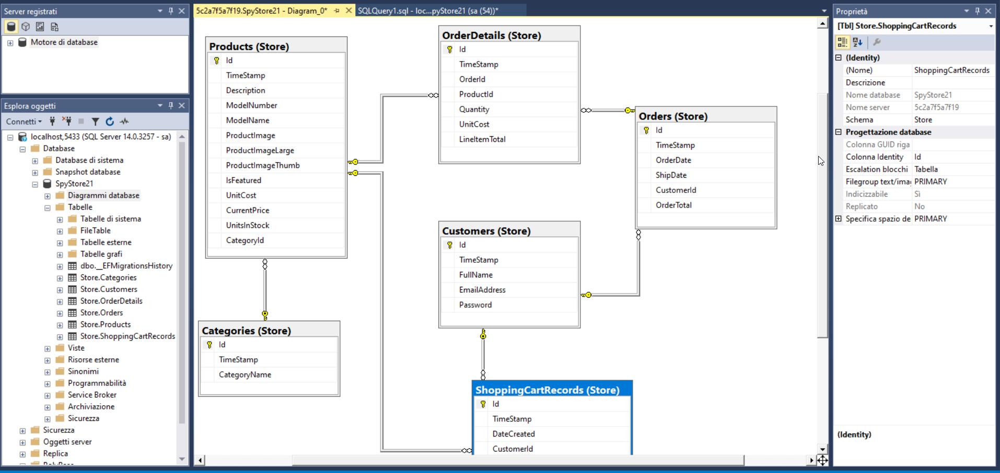 Server registrati
Motore di database
Esplora oggetti
Connetti
localhost,5433 (SQL Server 14.0.3257 - sa)
Database
Database di sistema
Snapshot database
SpyStore21
Diagrammi database
Tabelle
Tabelle di sistema
FileTable
Tabelle esterne
Tabelle grafi
dbo.__EFMigrationsHistory
Store.Categories
Store.Customers
Store.OrderDetails
Store.Orders
Store.Products
Store.ShoppingCartRecords
Viste
Risorse esterne
Sinonimi
Programmabilità
Service Broker
Archiviazione
Sicurezza
Sicurezza
Oggetti server
Replica
5c2a7f5a7f19.SpyStore21 - Diagram_0*
SQLQuery1.sql - loc...pyStore21 (sa (54))*
Products (Store)
Id
TimeStamp
Description
ModelNumber
ModelName
ProductImage
ProductImageLarge
ProductImageThumb
IsFeatured
UnitCost
CurrentPrice
UnitsInStock
CategoryId
Categories (Store)
Id
TimeStamp
CategoryName
OrderDetails (Store)
Id
TimeStamp
OrderId
ProductId
Quantity
UnitCost
LineItemTotal
Orders (Store)
Id
TimeStamp
OrderDate
ShipDate
CustomerId
OrderTotal
Customers (Store)
Id
TimeStamp
FullName
EmailAddress
Password
ShoppingCartRecords (Store)
Id
TimeStamp
DateCreated
CustomerId
Proprietà
[Tbl] Store.ShoppingCartRecords
(Identity)
(Nome) ShoppingCartRecords
Descrizione
Nome database SpyStore21
Nome server 5c2a7f5a7f19
Schema Store
Progettazione database
Colonna GUID riga
Colonna Identity Id
Escalation blocchi Tabella
Filegroup text/ima PRIMARY
Indicizzabile Sì
Replicato No
Specifica spazio de PRIMARY
(Identity)